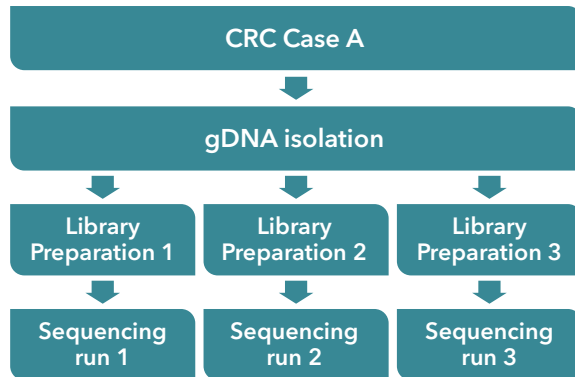 CRC Case A
gDNA isolation
Library
Preparation 1
Library
Preparation 2
Library
Preparation 3
Sequencing
run 1
Sequencing
run 2
Sequencing
run 3